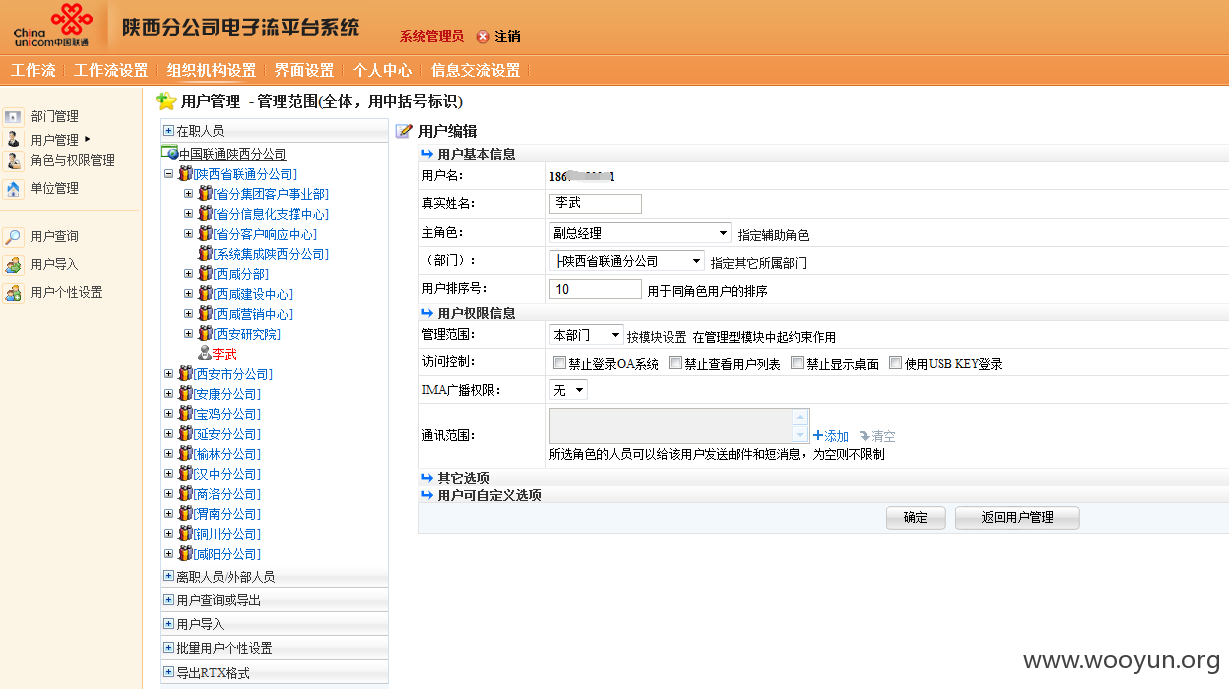 China
unicom中国联通
陕西分公司电子流平台系统
系统管理员 注销
工作流 工作流设置 组织机构设置 界面设置 个人中心 信息交流设置
部门管理
用户管理
角色与权限管理
单位管理
用户查询
用户导入
用户个性设置
用户管理 - 管理范围(全体，用中括号标识)
在职人员
中国联通陕西分公司
[陕西省联通分公司]
[省分集团客户事业部]
[省分信息化支撑中心]
[省分客户响应中心]
[系统集成陕西分公司]
[西咸分部]
[西咸建设中心]
[西咸营销中心]
[西安研究院]
李武
[西安市分公司]
[安康分公司]
[宝鸡分公司]
[延安分公司]
[榆林分公司]
[汉中分公司]
[商洛分公司]
[渭南分公司]
[铜川分公司]
[咸阳分公司]
离职人员/外部人员
用户查询或导出
用户导入
批量用户个性设置
导出RTX格式
用户编辑
用户基本信息
用户名： 186 1
真实姓名： 李武
主角色： 副总经理 指定辅助角色
（部门）： ├陕西省联通分公司 指定其它所属部门
用户排序号： 10 用于同角色用户的排序
用户权限信息
管理范围： 本部门 按模块设置 在管理型模块中起约束作用
访问控制： 禁止登录OA系统 禁止查看用户列表 禁止显示桌面 使用USB KEY登录
IMA广播权限： 无
通讯范围： 添加 清空
所选角色的人员可以给该用户发送邮件和短消息，为空则不限制
其它选项
用户可自定义选项
确定 返回用户管理
www.wooyun.org